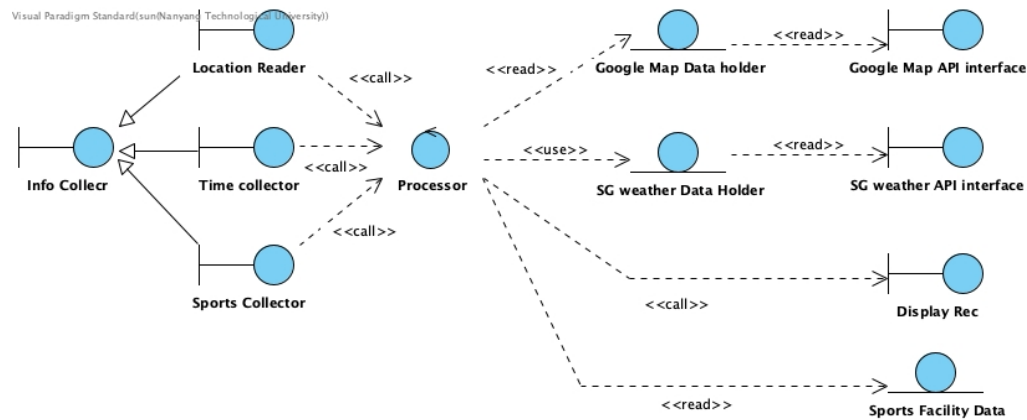 Visual Paradigm Standard(sun(Nanyang Technological University))
Location Reader
<<call>>
<<read>>
Google Map Data holder
<<read>>
Google Map API interface
Info Collecr
Time collector
<<call>>
Processor
<<use>>
SG weather Data Holder
<<read>>
SG weather API interface
Sports Collector
<<call>>
<<call>>
Display Rec
<<read>>
Sports Facility Data